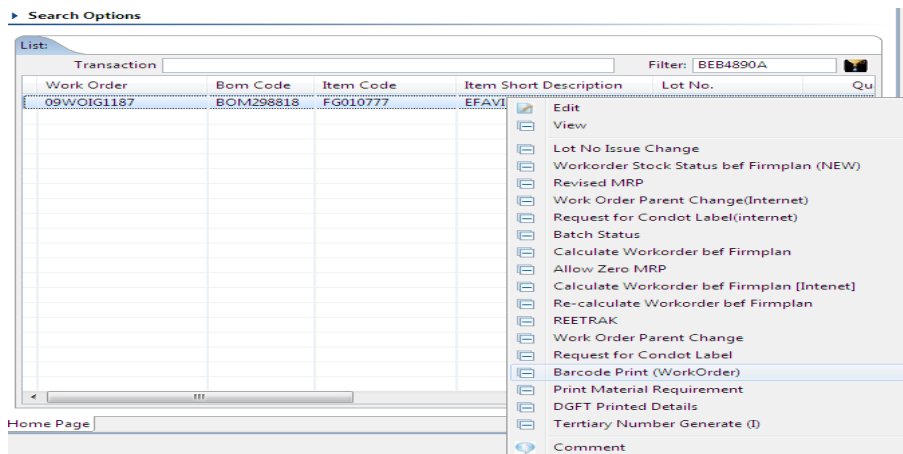 Search Options
List:
Transaction Filter: BEB4890A
Work Order Bom Code Item Code Item Short Description Lot No. Qu
09WOIG1187 BOM298818 FG010777 EFAVI
Edit
View
Lot No Issue Change
Workorder Stock Status bef Firmplan (NEW)
Revised MRP
Work Order Parent Change(Internet)
Request for Condot Label(internet)
Batch Status
Calculate Workorder bef Firmplan
Allow Zero MRP
Calculate Workorder bef Firmplan [Intenet]
Re-calculate Workorder bef Firmplan
REETRAK
Work Order Parent Change
Request for Condot Label
Barcode Print (WorkOrder)
Print Material Requirement
DGFT Printed Details
Terrtiary Number Generate (I)
Comment
Home Page